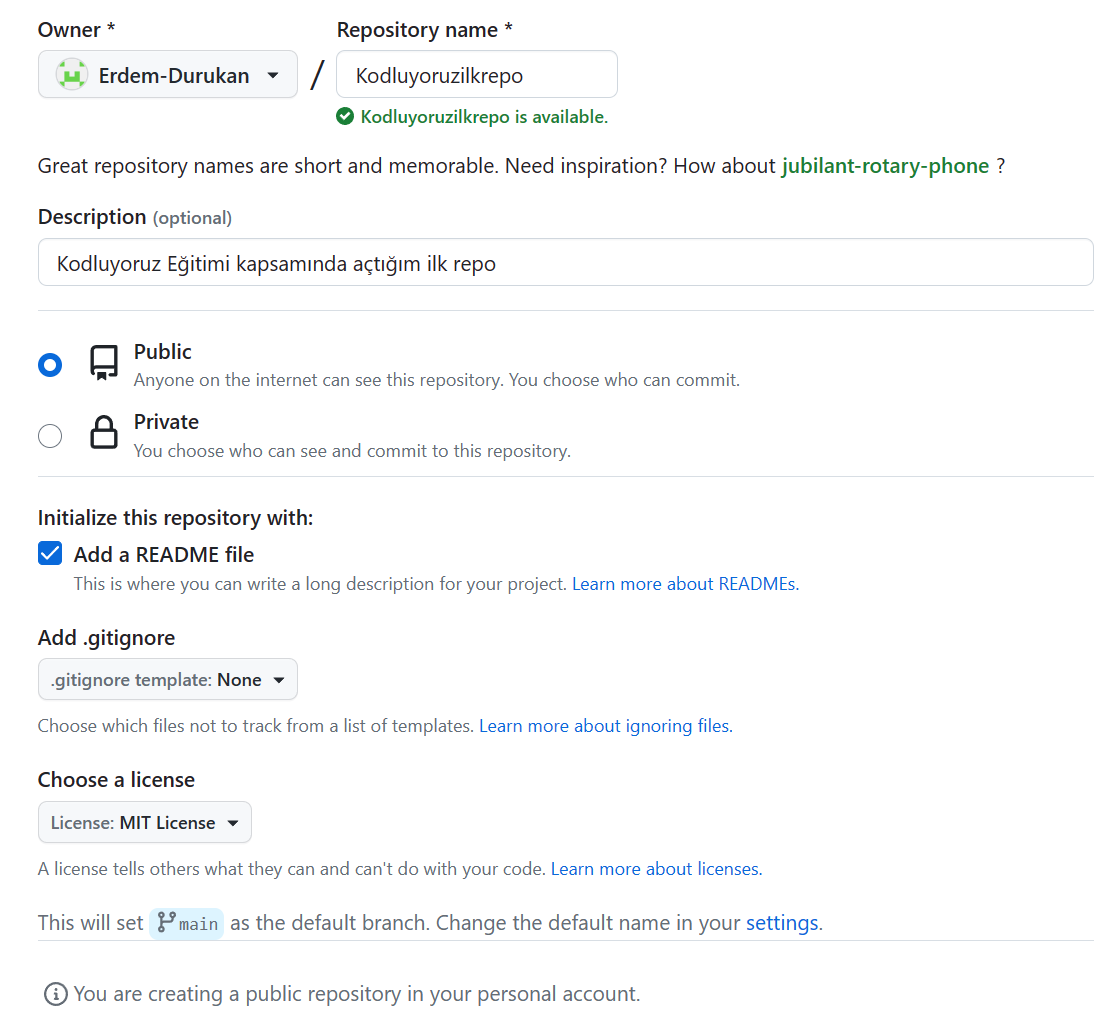 Owner *
Repository name *
Erdem-Durukan
/
Kodluyoruzilkrepo
Kodluyoruzilkrepo is available.
Great repository names are short and memorable. Need inspiration? How about jubilant-rotary-phone ?
Description (optional)
Kodluyoruz Eğitimi kapsamında açtığım ilk repo
Public
Anyone on the internet can see this repository. You choose who can commit.
Private
You choose who can see and commit to this repository.
Initialize this repository with:
Add a README file
This is where you can write a long description for your project. Learn more about READMEs.
Add .gitignore
.gitignore template: None
Choose which files not to track from a list of templates. Learn more about ignoring files.
Choose a license
License: MIT License
A license tells others what they can and can't do with your code. Learn more about licenses.
This will set main as the default branch. Change the default name in your settings.
You are creating a public repository in your personal account.